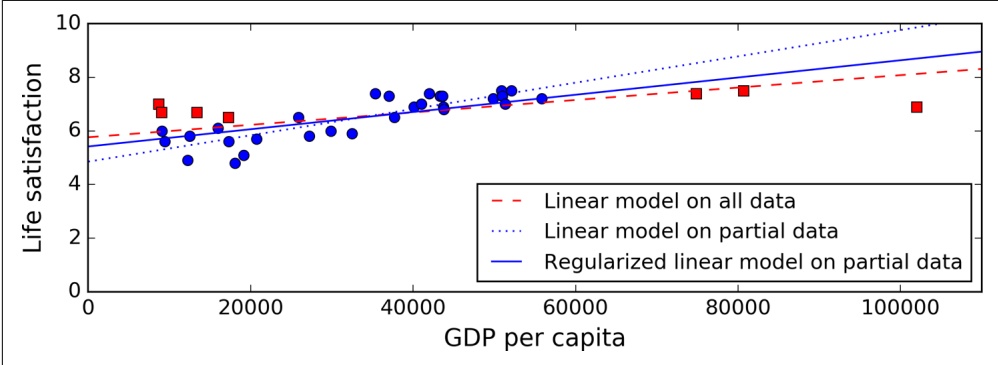 10
8
6
4
2
0
Life satisfaction
Linear model on all data
Linear model on partial data
Regularized linear model on partial data
0 20000 40000 60000 80000 100000
GDP per capita